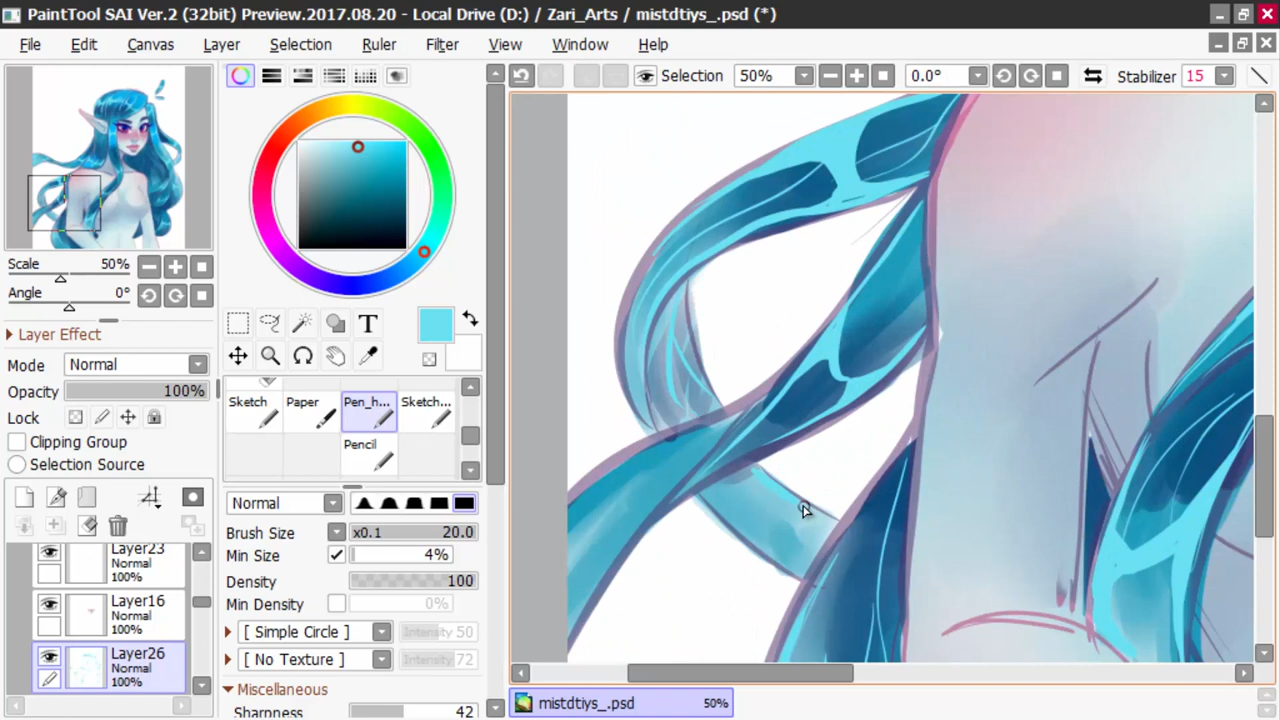 PaintTool SAI Ver.2 (32bit) Preview.2017.08.20 - Local Drive (D:) / Zari_Arts / mistdtiys_.psd (*)
File Edit Canvas Layer Selection Ruler Filter View Window Help
Selection 50% 0.0° Stabilizer 15
Scale 50%
Angle 0°
Layer Effect
Mode Normal
Opacity 100%
Lock
Clipping Group
Selection Source
Layer23
Normal
100%
Layer16
Normal
100%
Layer26
Normal
100%
T
Sketch Paper Pen_h... Sketch...
Pencil
Normal
Brush Size x0.1 20.0
Min Size 4%
Density 100
Min Density 0%
[ Simple Circle ] Intensity 50
[ No Texture ] Intensity 72
Miscellaneous
Sharpness 42
mistdtiys_.psd 50%